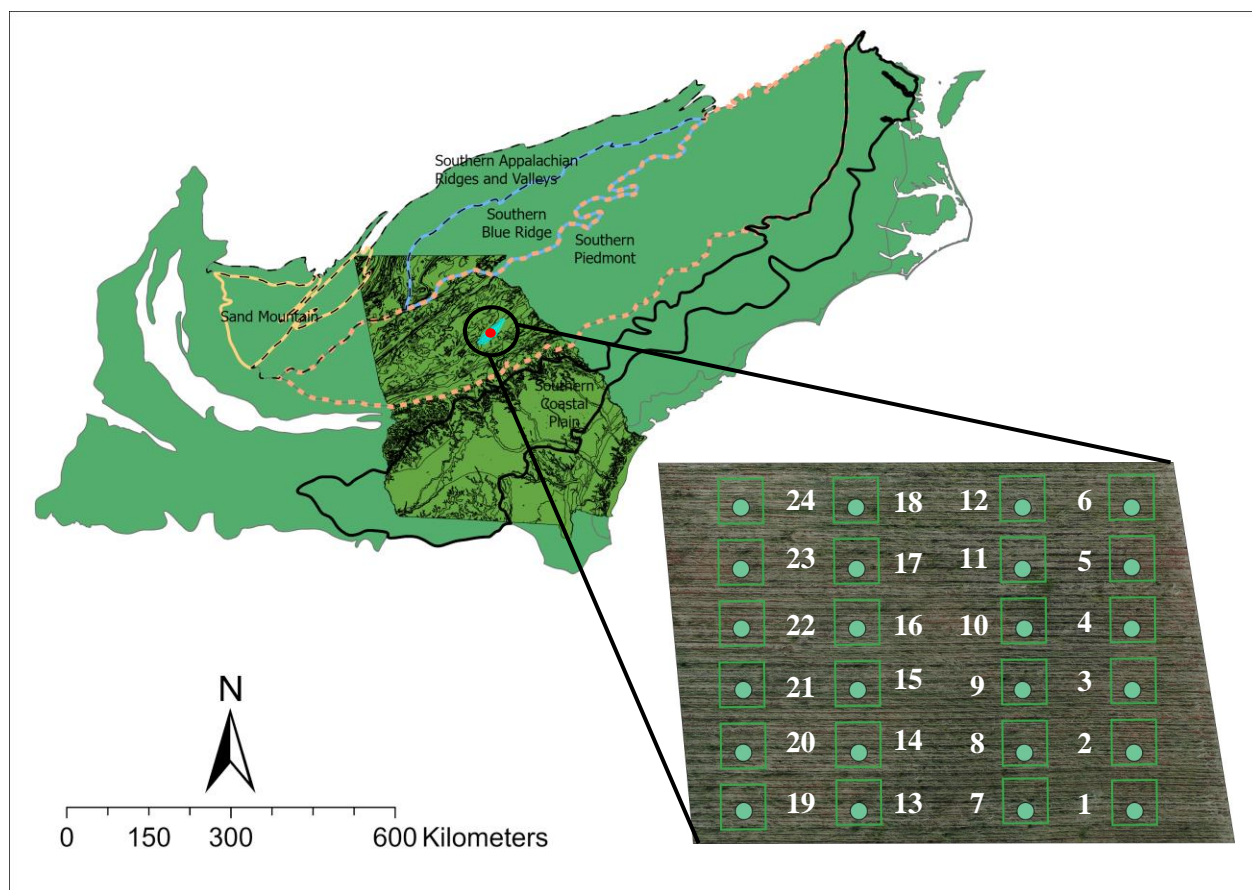 Southern Appalachian
Ridges and Valleys
Southern
Blue Ridge
Southern
Piedmont
Sand Mountain
Southern
Coastal
Plain
24 18 12 6
23 17 11 5
22 16 10 4
21 15 9 3
20 14 8 2
19 13 7 1
N
0 150 300 600 Kilometers